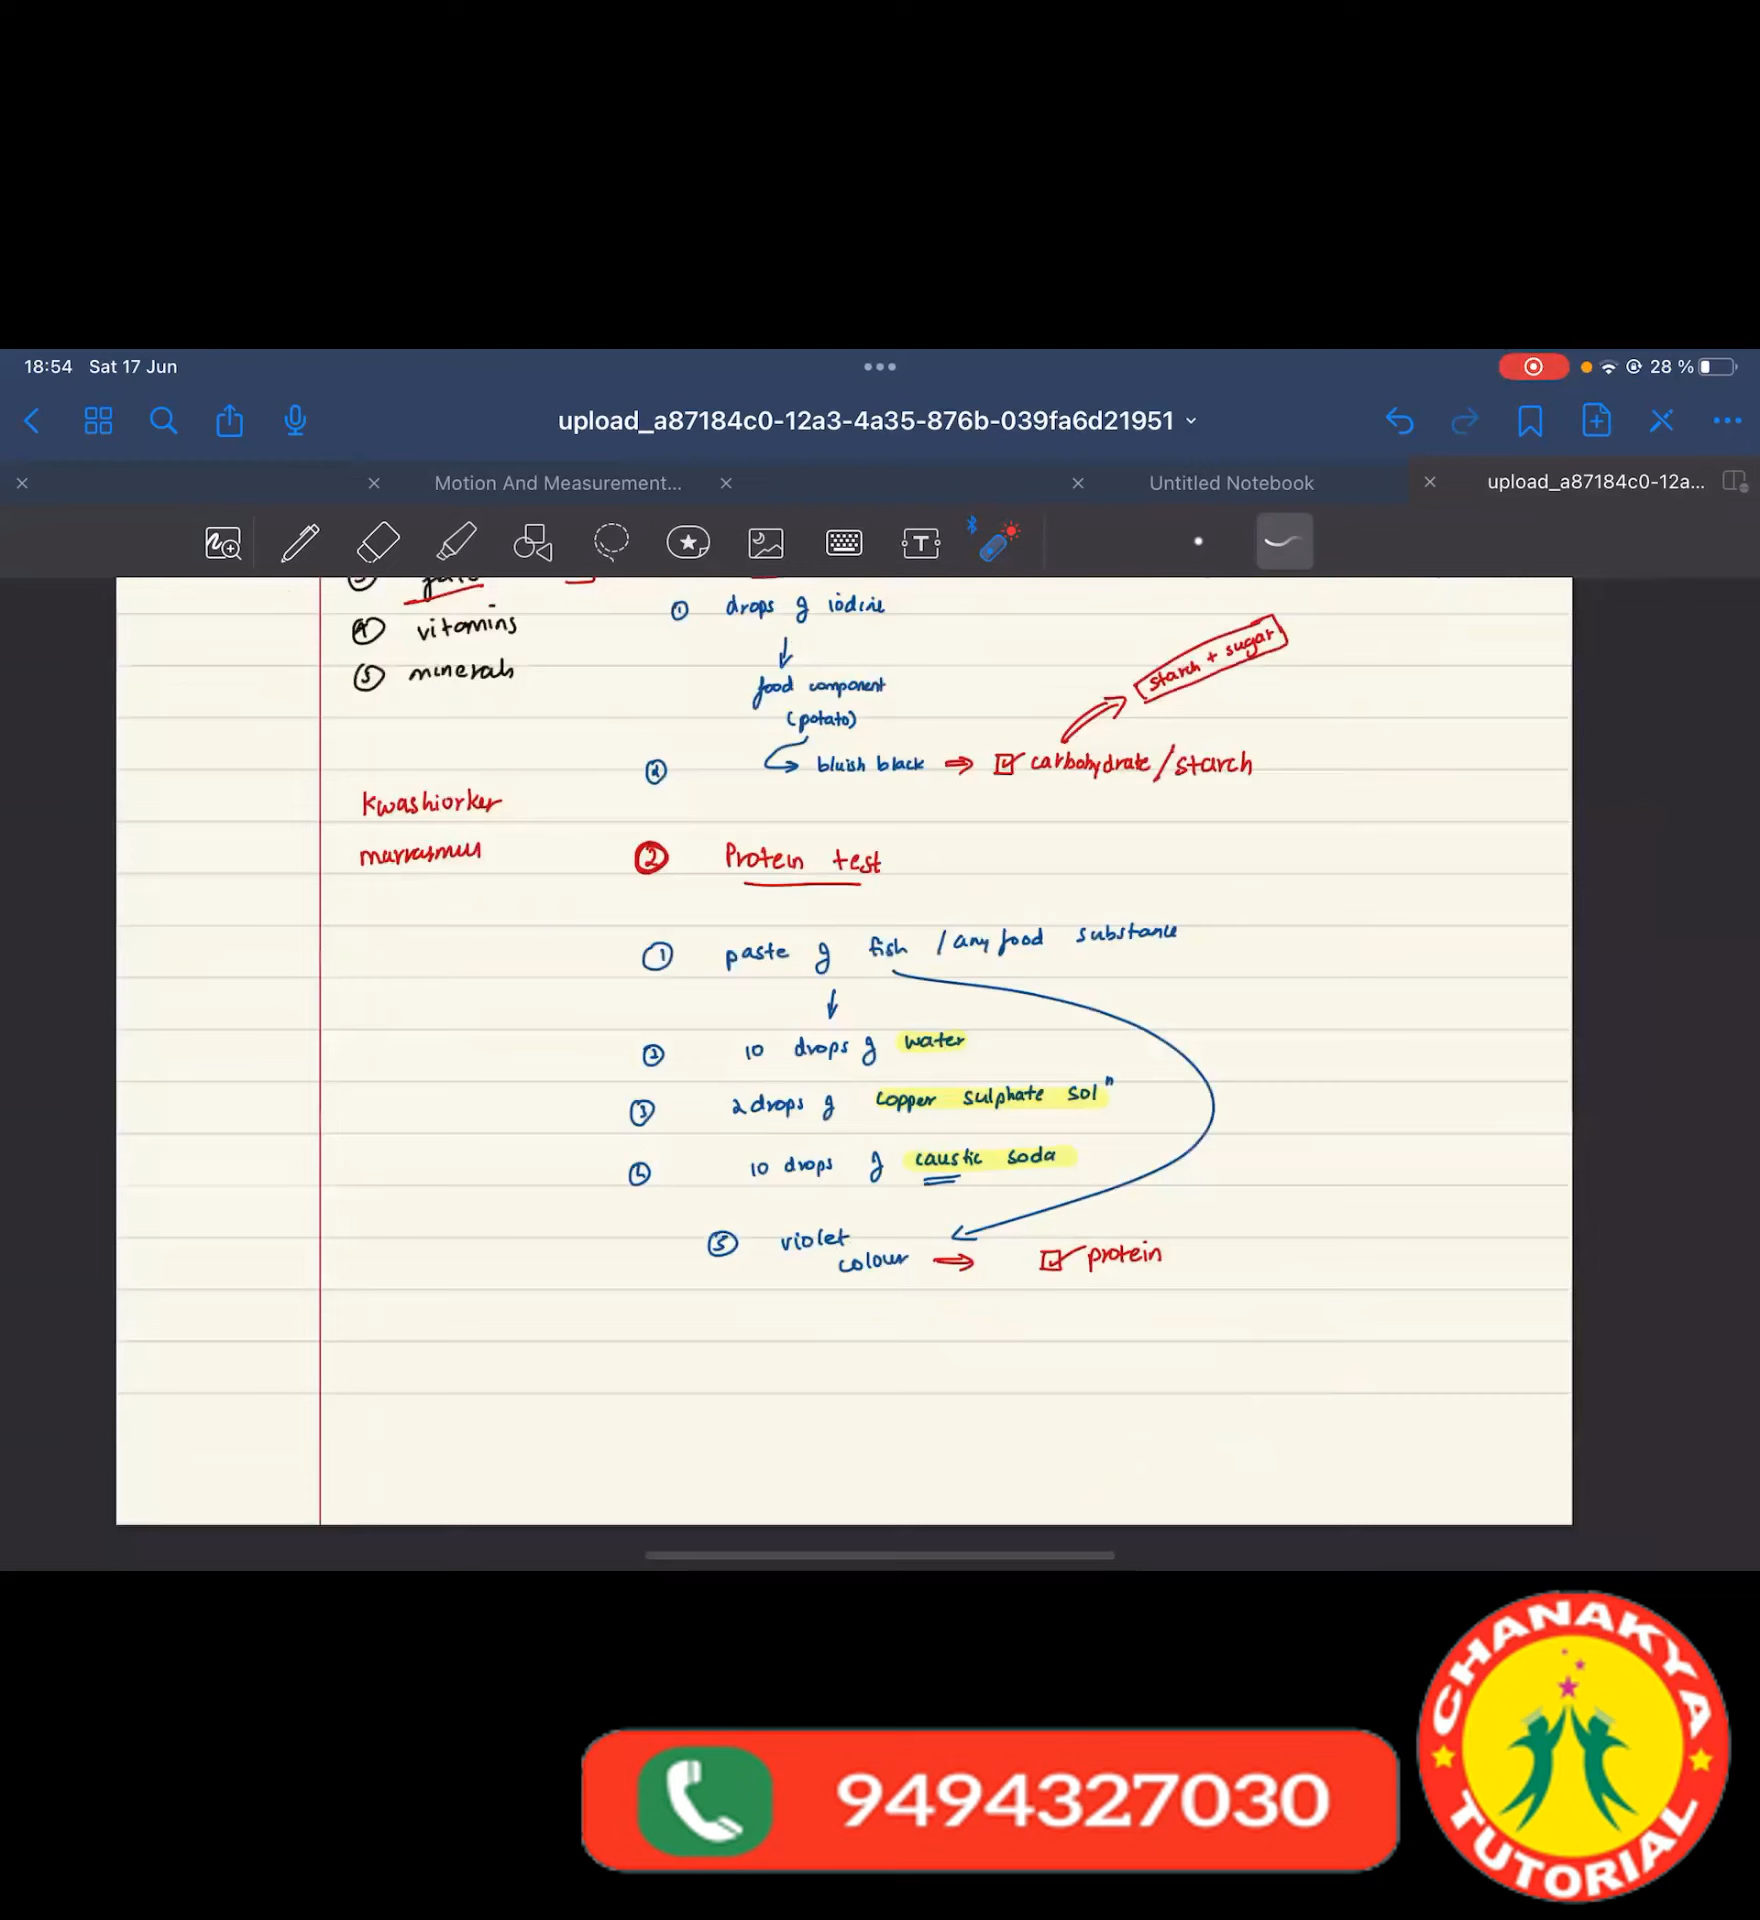 18:54 Sat 17 Jun
28 %
upload_a87184c0-12a3-4a35-876b-039fa6d21951
Motion And Measurement...
Untitled Notebook
upload_a87184c0-12a...
④ vitamins
⑤ minerals
① drops of iodine
food component
(potato)
② bluish black ⇒ ☑ carbohydrate/starch
starch + sugar
Kwashiorker
marrasmus
② Protein test
① paste of fish / any food substance
② 10 drops of water
③ 2 drops of copper sulphate solⁿ
10 drops of caustic soda
⑤ violet
colour ⇒ ☑ protein
9494327030
CHANAKYA
TUTORIAL